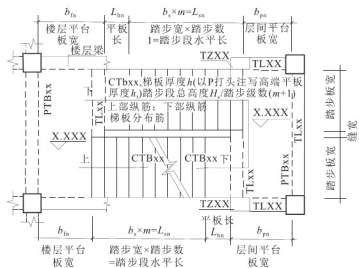 b_fn L_hn b_s×m=L_sn b_pn
楼层平台 平板 踏步宽×踏步数 层间平台
板宽 长 1=踏步段水平长 板宽
楼层梁 TZXX TLXX
CTbxx,梯板厚度h(以P打头注写高端平板
厚度h_t)踏步段总高度H_s/踏步级数(m+1)
下 上部纵筋；下部纵筋
梯板分布筋
PTBxx TLxx
X.XXX X.XXX
踏步板宽
缝宽
踏步板宽
上 CTBxx CTBxx 下
TLxx PTBxx
TZXX TLXX
b_fn b_s×m=L_sn 平板长 L_hn b_pn
楼层平台 踏步宽×踏步数 层间平台
板宽 =踏步段水平长 板宽